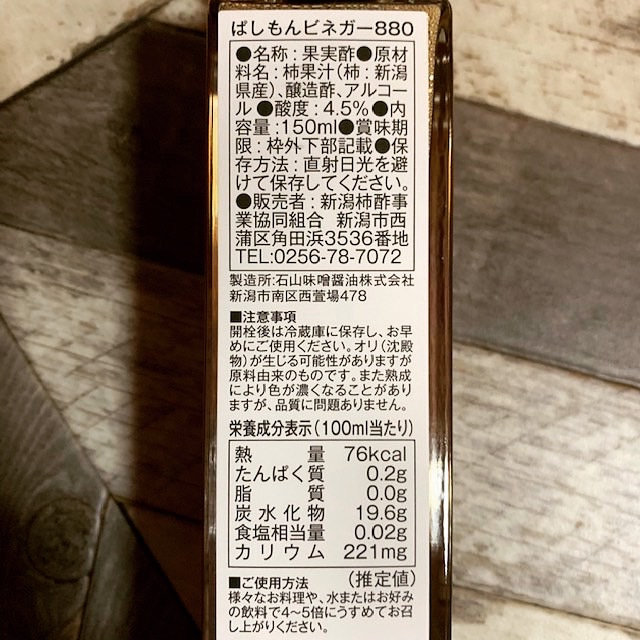 ばしもんビネガー880
●名称：果実酢●原材
料名：柿果汁（柿：新潟
県産）、醸造酢、アルコー
ル●酸度：4.5%●内
容量：150ml●賞味期
限：枠外下部記載●保
存方法：直射日光を避
けて保存してください。
●販売者：新潟柿酢事
業協同組合 新潟市西
蒲区角田浜3536番地
TEL:0256-78-7072
製造所:石山味噌醤油株式会社
新潟市南区西萱場478
■注意事項
開栓後は冷蔵庫に保存し、お早
めにご使用ください。オリ（沈殿
物）が生じる可能性がありますが
原料由来のものです。また熟成
により色が濃くなることがあり
ますが、品質に問題ありません。
栄養成分表示（100ml当たり）
熱量 76kcal
たんぱく質 0.2g
脂質 0.0g
炭水化物 19.6g
食塩相当量 0.02g
カリウム 221mg
（推定値）
■ご使用方法
様々なお料理や、水またはお好み
の飲料で4〜5倍にうすめてお召
し上がりください。